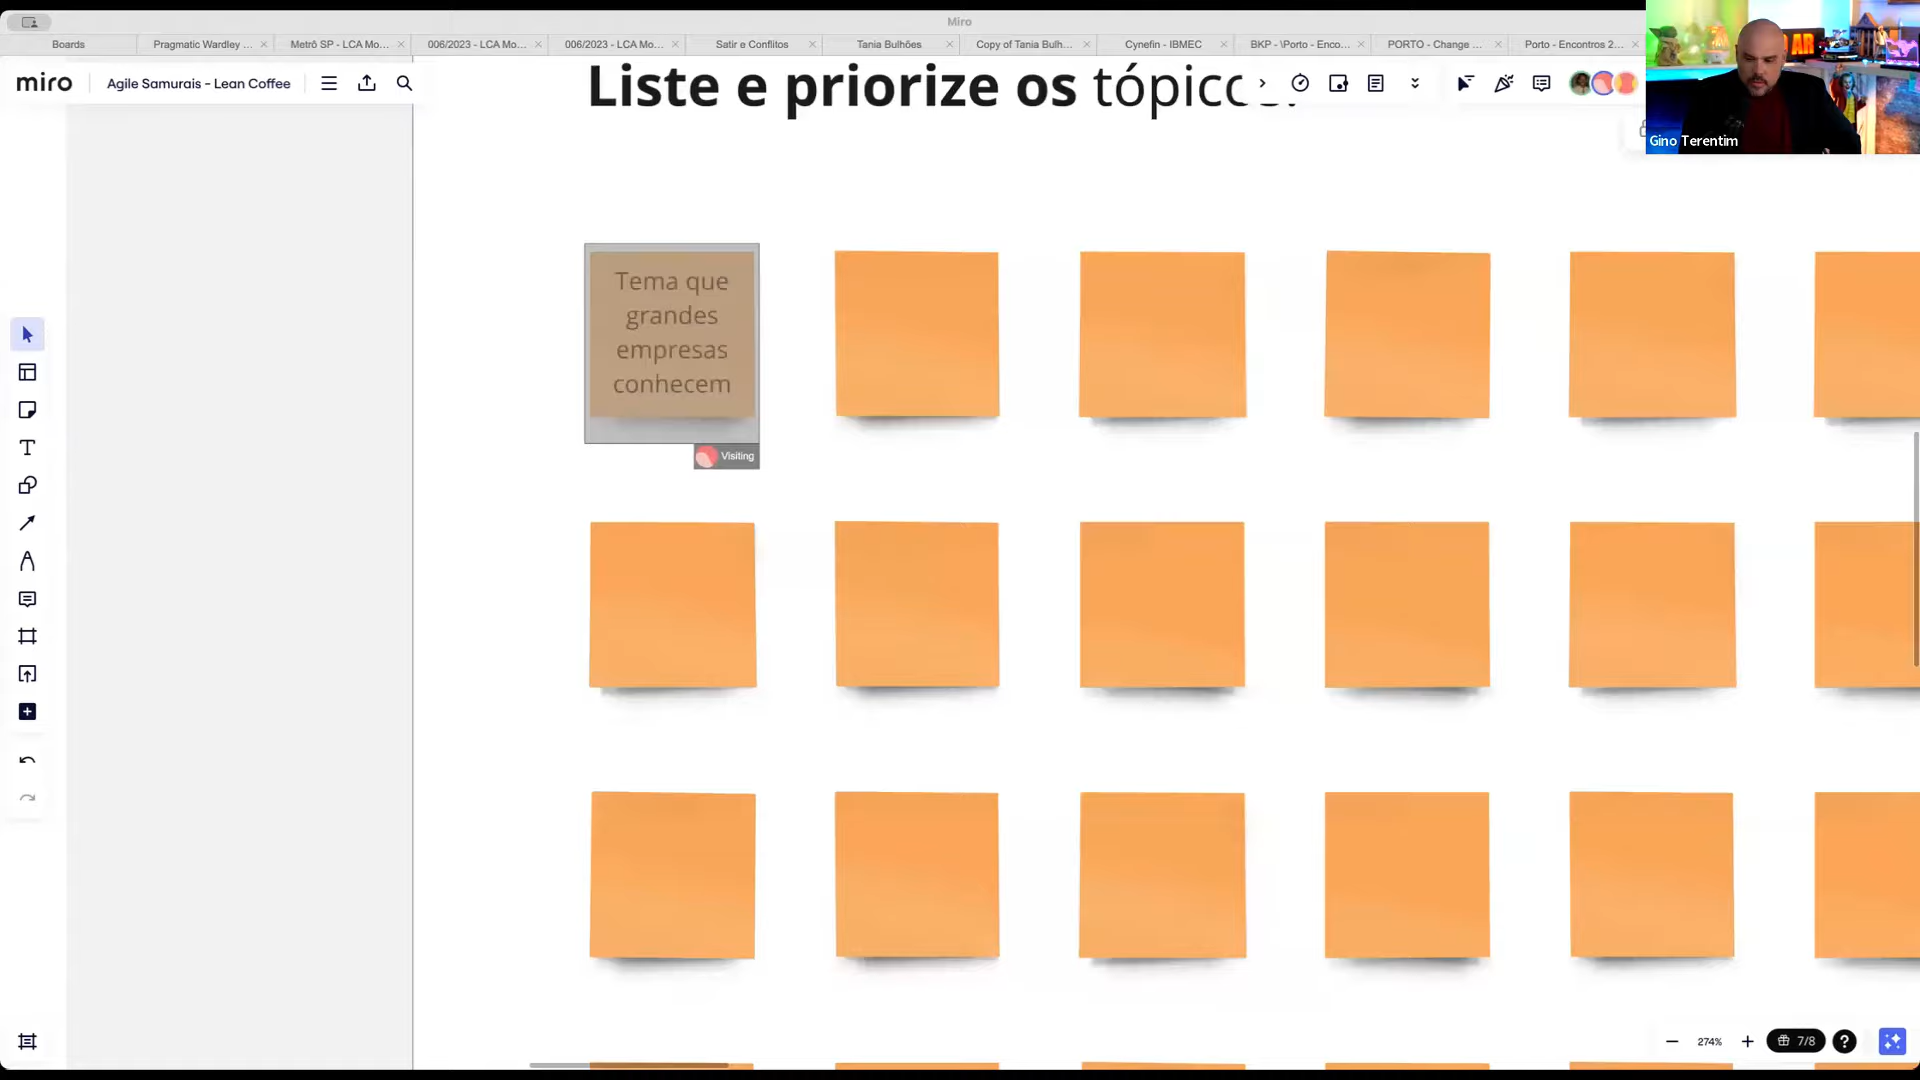 Miro
Boards
Pragmatic Wardley ...
Metrô SP - LCA Mo...
006/2023 - LCA Mo...
006/2023 - LCA Mo...
Satir e Conflitos
Tania Bulhões
Copy of Tania Bulh...
Cynefin - IBMEC
BKP - \Porto - Enco...
PORTO - Change ...
Porto - Encontros 2...
miro
Agile Samurais - Lean Coffee
Liste e priorize os tópicos.
AR
Gino Terentim
Tema que
grandes
empresas
conhecem
Visiting
274%
7/8